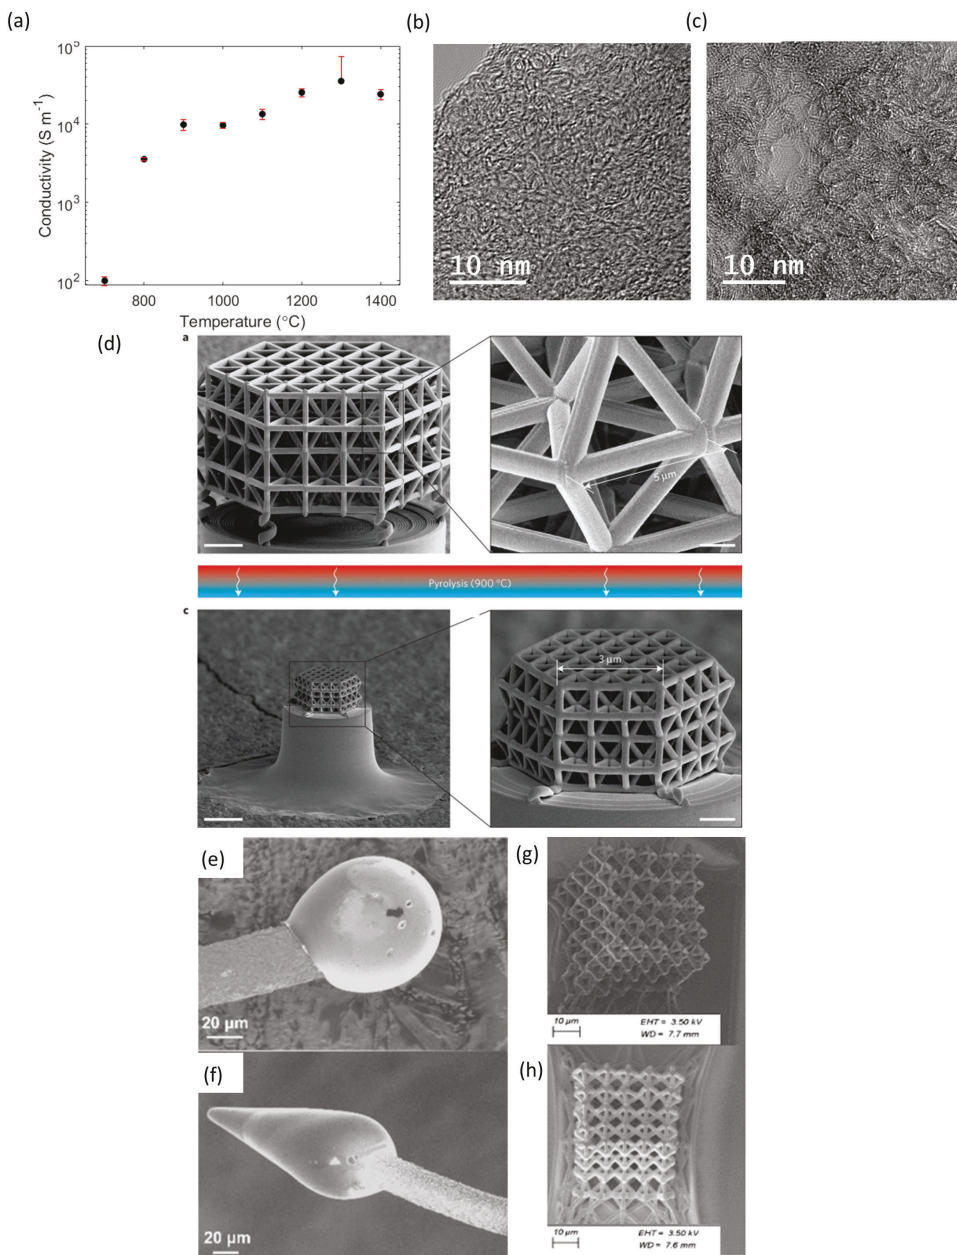 (a)
(b)
(c)
10⁵
10⁴
10³
10²
Conductivity (S m⁻¹)
800
1000
1200
1400
Temperature (°C)
10 nm
10 nm
(d)
a
5 µm
Pyrolysis (900 °C)
c
3 µm
(e)
20 µm
(g)
10 µm
EHT = 3.50 kV
WD = 7.7 mm
(f)
20 µm
(h)
10 µm
EHT = 3.50 kV
WD = 7.6 mm